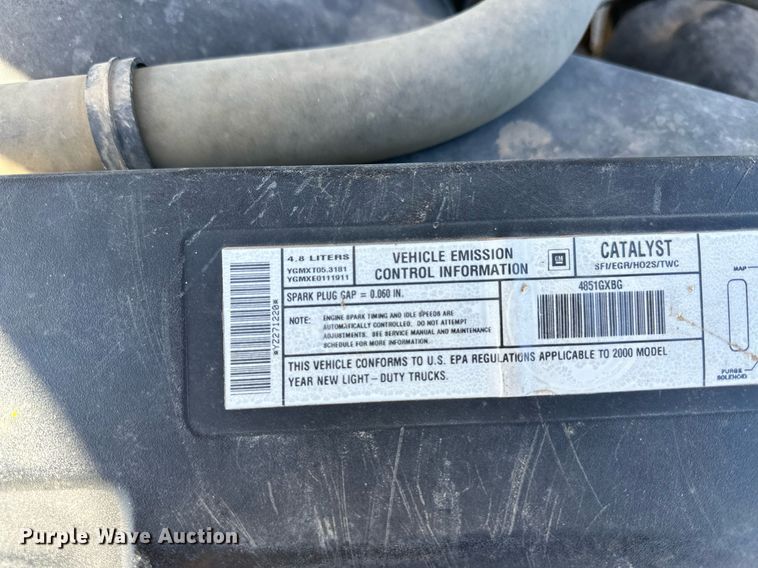 4.8 LITERS
YGMXT05.3181
YGMXE0111911
VEHICLE EMISSION
CONTROL INFORMATION
GM
CATALYST
SFI/EGR/HO2S/TWC
SPARK PLUG GAP = 0.060 IN.
NOTE: ENGINE SPARK TIMING AND IDLE SPEEDS ARE
AUTOMATICALLY CONTROLLED. DO NOT ATTEMPT
ADJUSTMENTS. SEE SERVICE MANUAL AND MAINTENANCE
SCHEDULE FOR MORE INFORMATION.
4851GXBG
THIS VEHICLE CONFORMS TO U.S. EPA REGULATIONS APPLICABLE TO 2000 MODEL
YEAR NEW LIGHT-DUTY TRUCKS.
*Y2271220*
MAP
PURGE
SOLENOID
Purple Wave Auction®